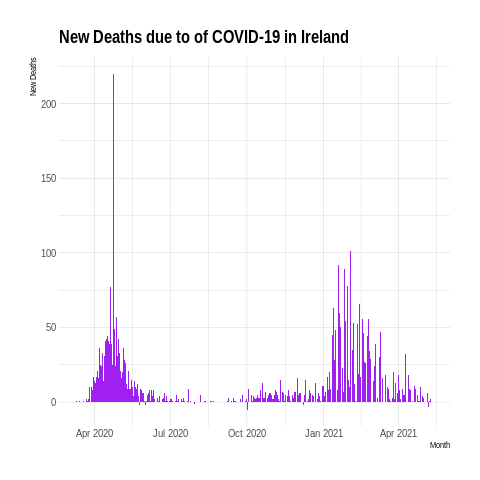 New Deaths due to of COVID-19 in Ireland
New Deaths
200
150
100
50
0
Apr 2020 Jul 2020 Oct 2020 Jan 2021 Apr 2021
Month